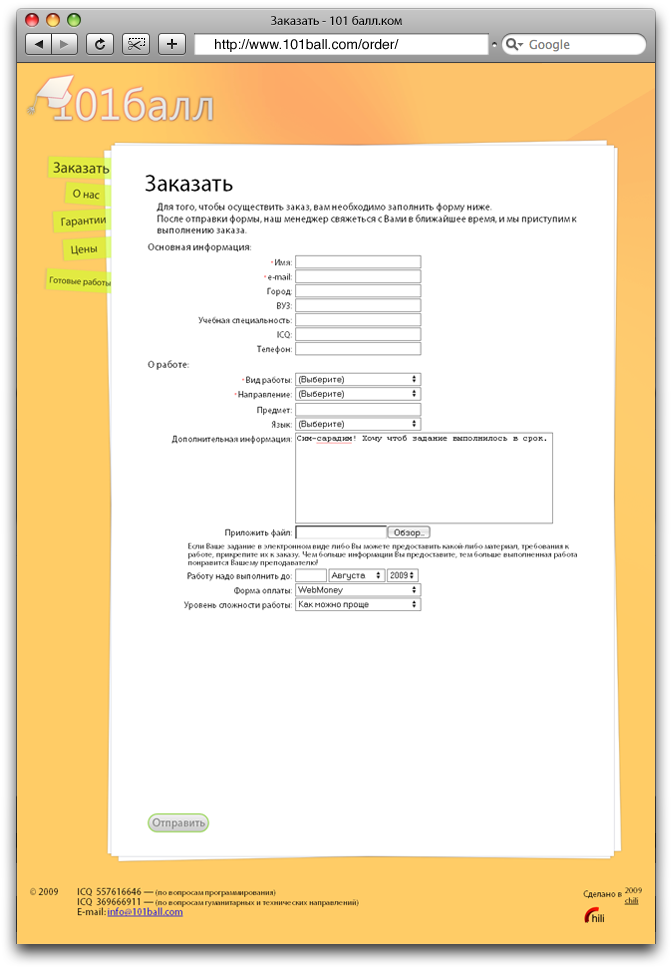 Заказать - 101 балл.ком
http://www.101ball.com/order/
Google
101балл
Заказать
О нас
Гарантии
Цены
Готовые работы
Заказать
Для того, чтобы осуществить заказ, вам необходимо заполнить форму ниже.
После отправки формы, наш менеджер свяжеться с Вами в ближайшее время, и мы приступим к
выполнению заказа.
Основная информация:
*Имя:
*e-mail:
Город:
ВУЗ:
Учебная специальность:
ICQ:
Телефон:
О работе:
*Вид работы: (Выберите)
*Направление: (Выберите)
Предмет:
Язык: (Выберите)
Дополнительная информация: Сим-сарадим! Хочу чтоб задание выполнилось в срок.
Приложить файл: Обзор..
Если Ваше задание в электронном виде либо Вы можете предоставить какой-либо материал, требования к
работе, прикрепите их к заказу. Чем больше информации Вы предоставите, тем больше выполненная работа
понравится Вашему преподавателю!
Работу надо выполнить до: Августа 2009
Форма оплаты: WebMoney
Уровень сложности работы: Как можно проще
Отправить
© 2009 ICQ 557616646 — (по вопросам программирования)
ICQ 369666911 — (по вопросам гуманитарных и технических направлений)
E-mail: info@101ball.com
Сделано в 2009
chili
chili